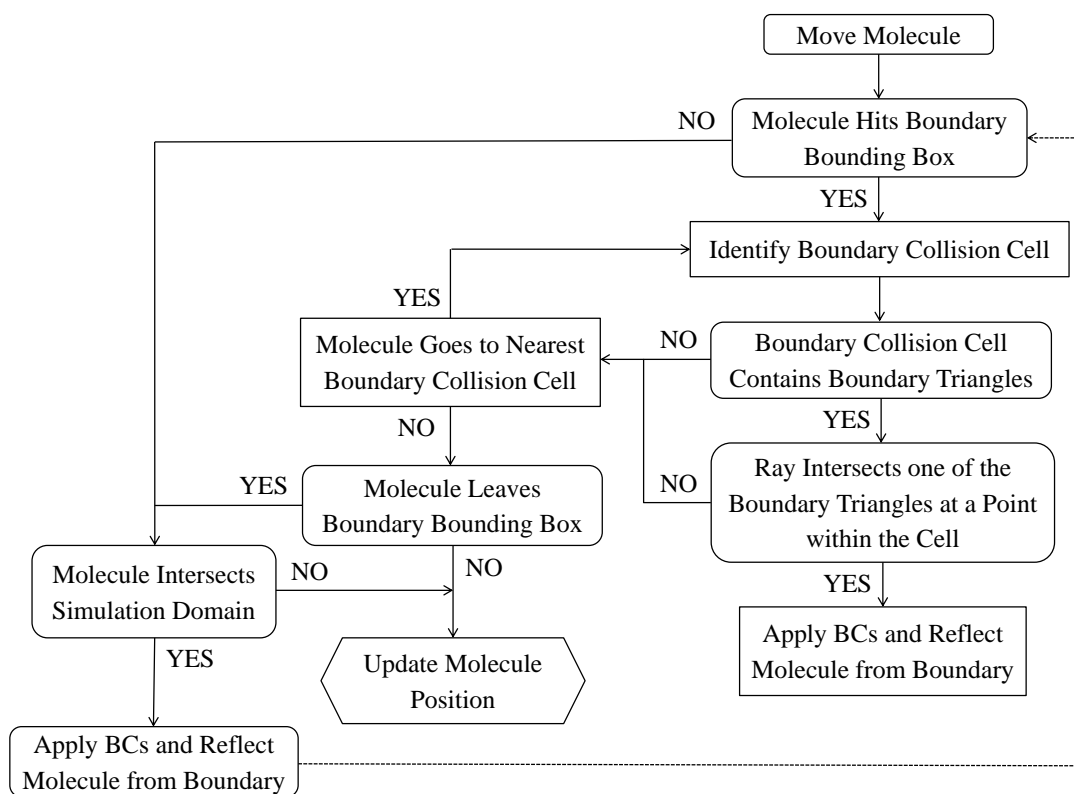 Move Molecule
NO
Molecule Hits Boundary
Bounding Box
YES
Identify Boundary Collision Cell
YES
Molecule Goes to Nearest
Boundary Collision Cell
NO
Boundary Collision Cell
Contains Boundary Triangles
NO
YES
YES
Molecule Leaves
Boundary Bounding Box
NO
Ray Intersects one of the
Boundary Triangles at a Point
within the Cell
Molecule Intersects
Simulation Domain
NO
NO
YES
YES
Update Molecule
Position
Apply BCs and Reflect
Molecule from Boundary
Apply BCs and Reflect
Molecule from Boundary